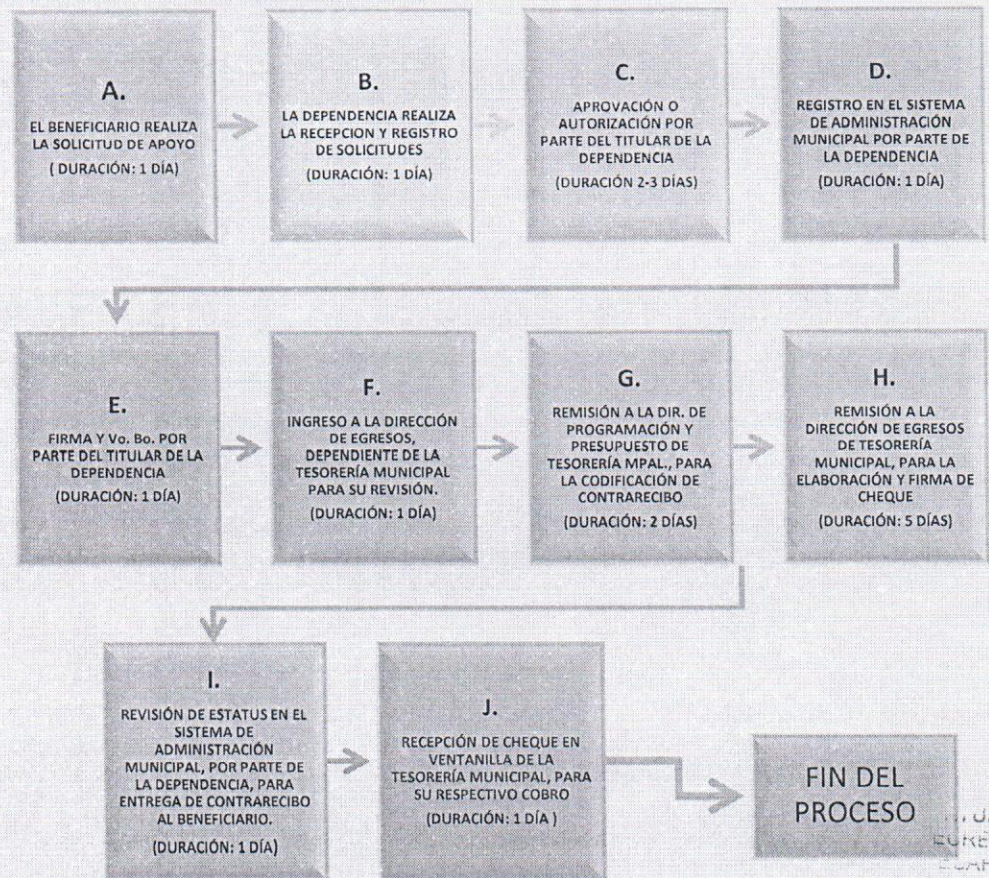 A.
EL BENEFICIARIO REALIZA
LA SOLICITUD DE APOYO
( DURACIÓN: 1 DÍA)
B.
LA DEPENDENCIA REALIZA
LA RECEPCION Y REGISTRO
DE SOLICITUDES
(DURACIÓN: 1 DÍA)
C.
APROVACIÓN O
AUTORIZACIÓN POR
PARTE DEL TITULAR DE LA
DEPENDENCIA
(DURACIÓN 2-3 DÍAS)
D.
REGISTRO EN EL SISTEMA
DE ADMINISTRACIÓN
MUNICIPAL POR PARTE DE
LA DEPENDENCIA
(DURACIÓN: 1 DÍA)
E.
FIRMA Y Vo. Bo. POR
PARTE DEL TITULAR DE LA
DEPENDENCIA
(DURACIÓN: 1 DÍA)
F.
INGRESO A LA DIRECCIÓN
DE EGRESOS,
DEPENDIENTE DE LA
TESORERÍA MUNICIPAL
PARA SU REVISIÓN.
(DURACIÓN: 1 DÍA)
G.
REMISIÓN A LA DIR. DE
PROGRAMACIÓN Y
PRESUPUESTO DE
TESORERÍA MPAL., PARA
LA CODIFICACIÓN DE
CONTRARECIBO
(DURACIÓN: 2 DÍAS)
H.
REMISIÓN A LA
DIRECCIÓN DE EGRESOS
DE TESORERÍA
MUNICIPAL, PARA LA
ELABORACIÓN Y FIRMA DE
CHEQUE
(DURACIÓN: 5 DÍAS)
I.
REVISIÓN DE ESTATUS EN EL
SISTEMA DE
ADMINISTRACIÓN
MUNICIPAL, POR PARTE DE
LA DEPENDENCIA, PARA
ENTREGA DE CONTRARECIBO
AL BENEFICIARIO.
(DURACIÓN: 1 DÍA)
J.
RECEPCIÓN DE CHEQUE EN
VENTANILLA DE LA
TESORERÍA MUNICIPAL, PARA
SU RESPECTIVO COBRO
(DURACIÓN: 1 DÍA )
FIN DEL
PROCESO